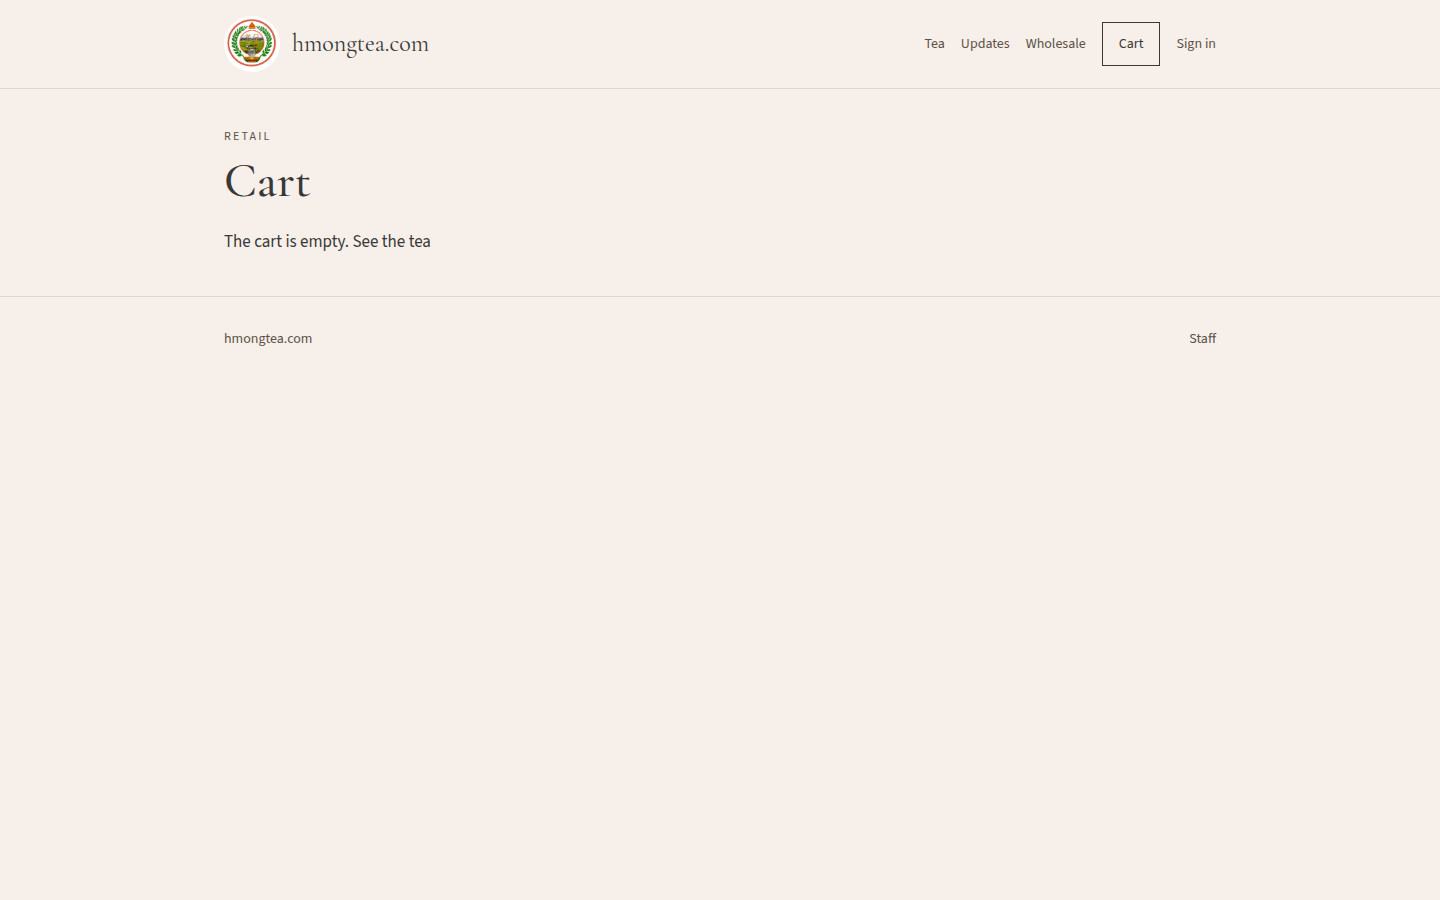 hmongtea.com
Tea
Updates
Wholesale
Cart
Sign in
RETAIL
Cart
The cart is empty. See the tea
hmongtea.com
Staff